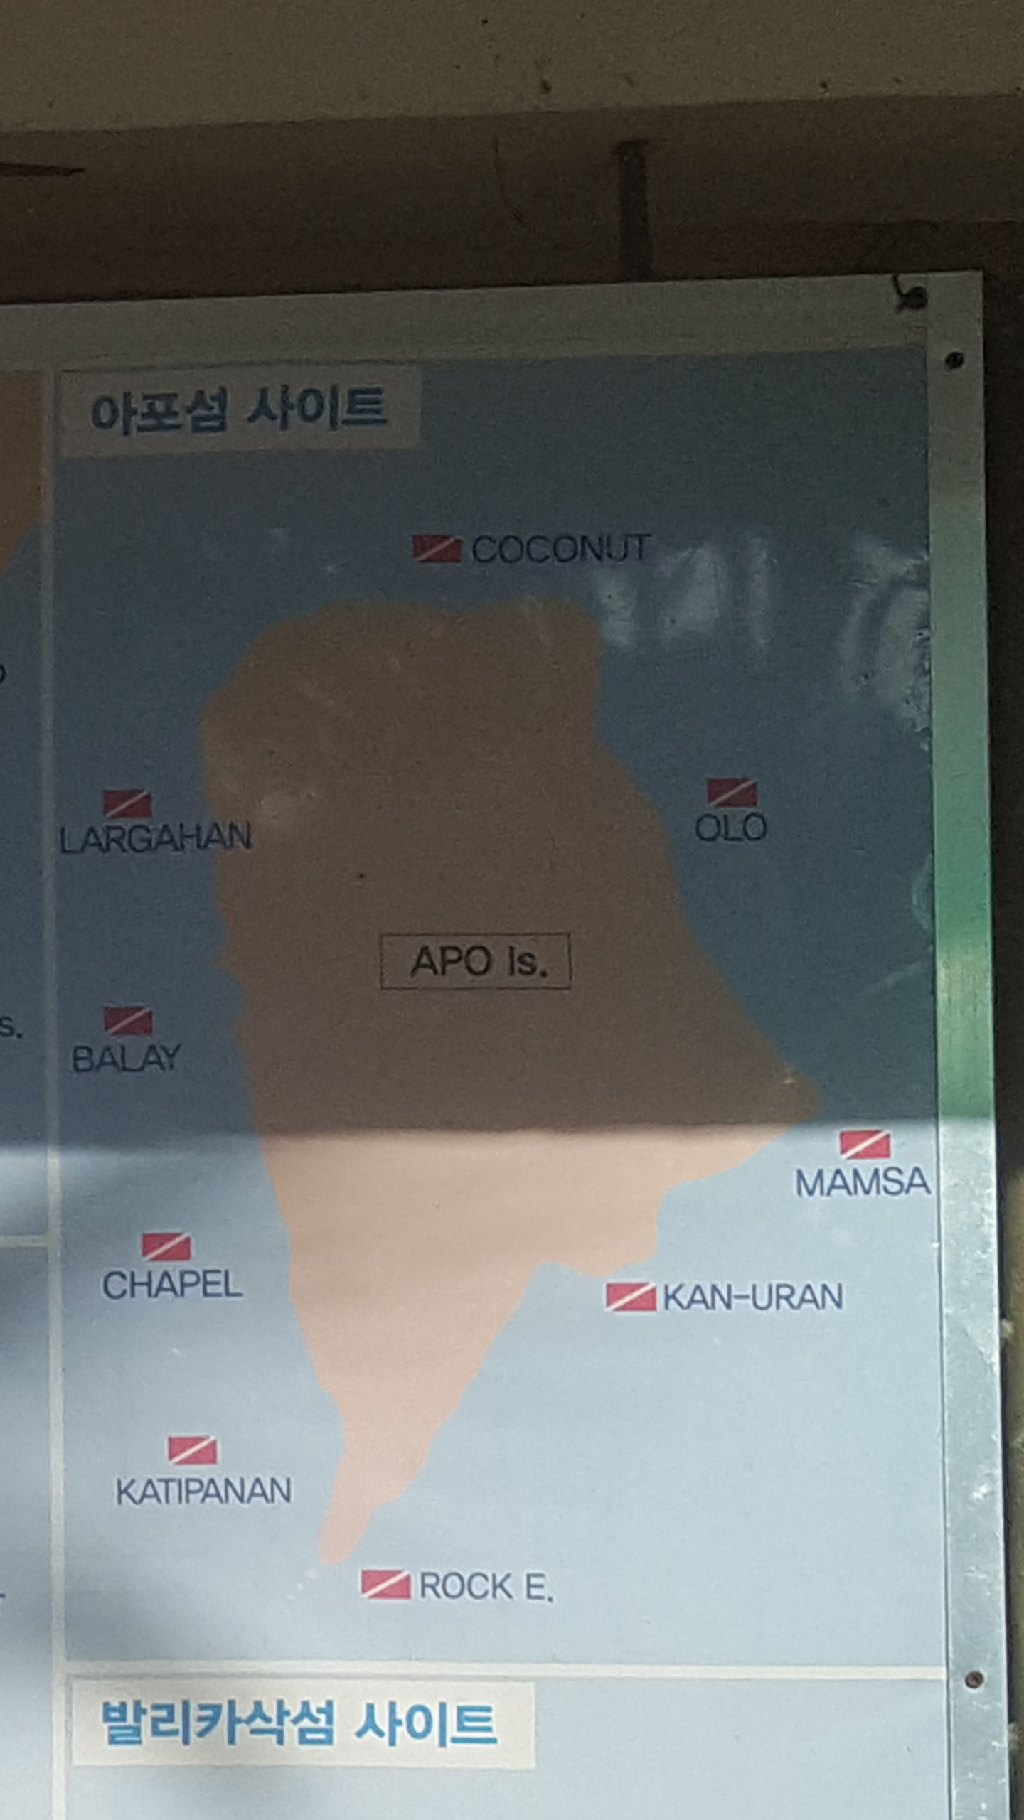 아포섬 사이트
COCONUT
LARGAHAN
OLO
APO Is.
BALAY
MAMSA
CHAPEL
KAN-URAN
KATIPANAN
ROCK E.
발리카삭섬 사이트